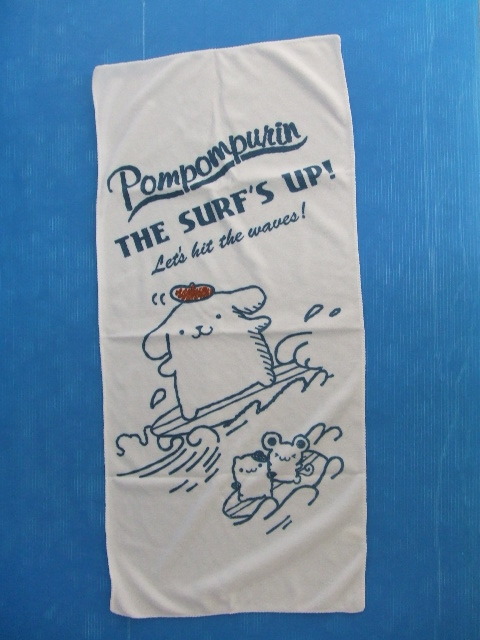 Pompompurin
THE SURF'S UP!
Let's hit the waves!